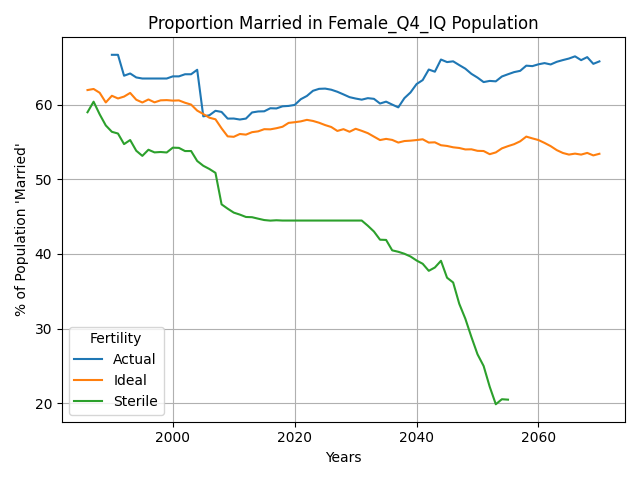 Proportion Married in Female_Q4_IQ Population
% of Population 'Married'
60
50
40
30
20
Fertility
Actual
Ideal
Sterile
2000
2020
2040
2060
Years